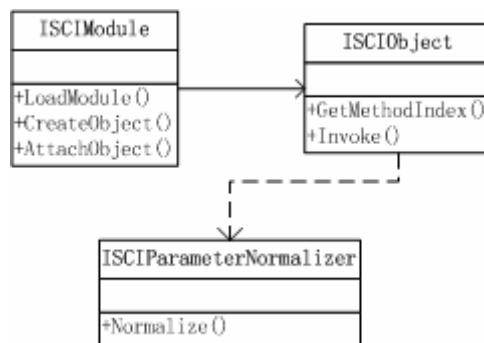 ISCIModule
+LoadModule()
+CreateObject()
+AttachObject()
ISCIObject
+GetMethodIndex()
+Invoke()
ISCIParameterNormalizer
+Normalize()